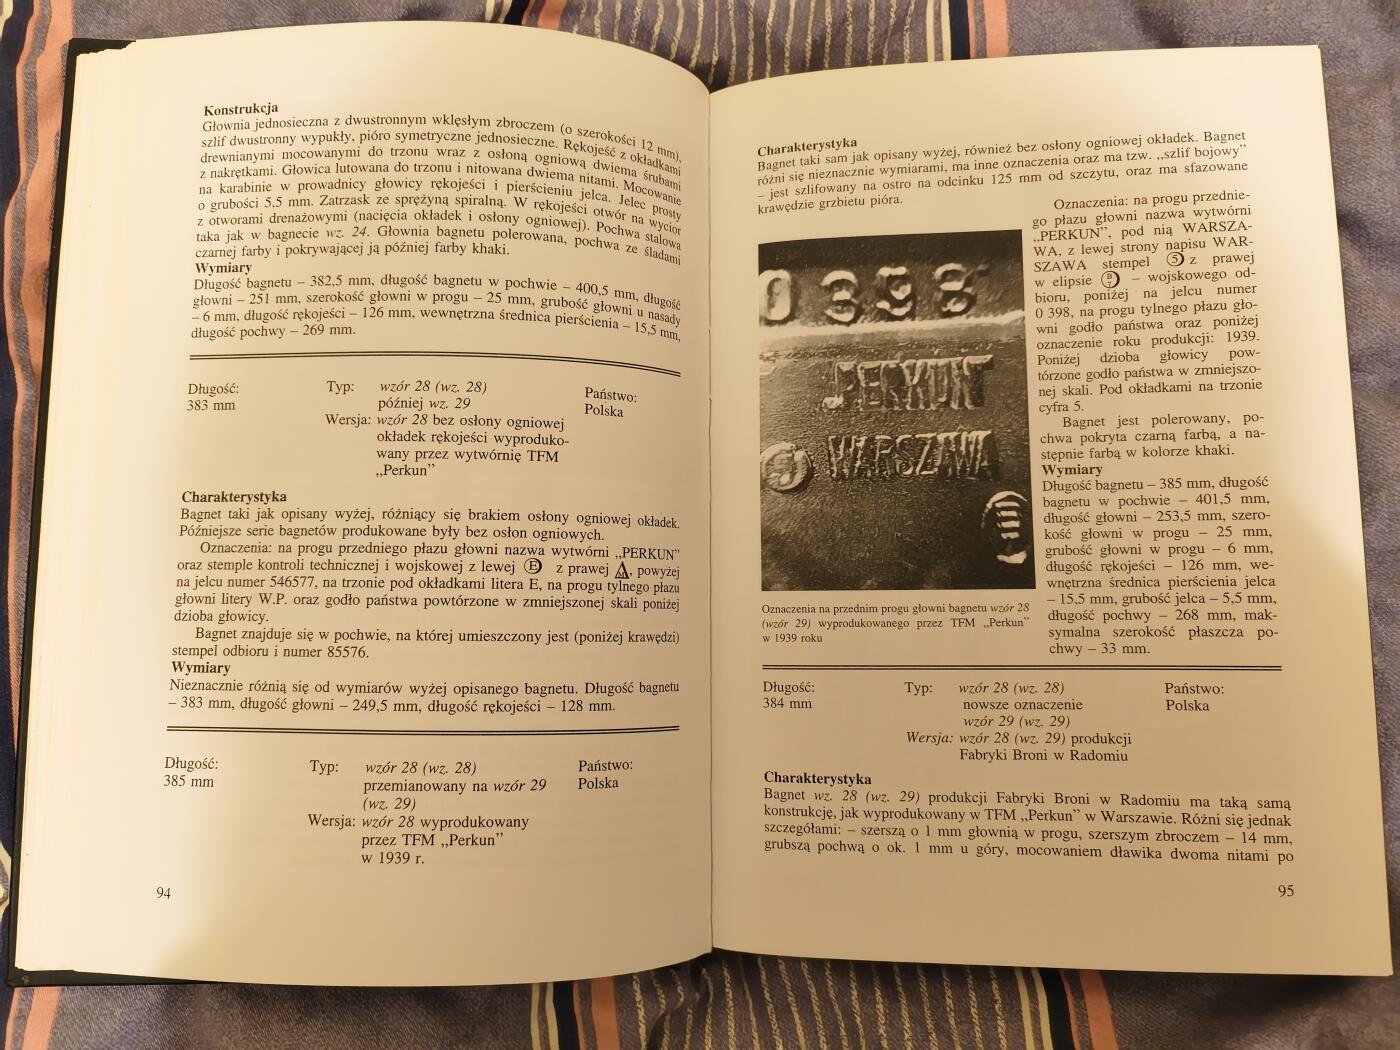 Konstrukcja
Głownia jednosieczna z dwustronnym wklęsłym zbroczem (o szerokości 12 mm),
szlif dwustronny wypukły, pióro symetryczne jednosieczne. Rękojeść z okładkami
drewnianymi mocowanymi do trzonu wraz z osłoną ogniową dwiema śrubami
z nakrętkami. Głowica lutowana do trzonu i nitowana dwiema nitami. Mocowanie
na karabinie w prowadnicy głowicy rękojeści i pierścieniu jelca. Jelec prosty
o grubości 5,5 mm. Zatrzask ze sprężyną spiralną. W rękojeści otwór na wycior
z otworami drenażowymi (nacięcia okładek i osłony ogniowej). Pochwa stalowa
taka jak w bagnecie wz. 24. Głownia bagnetu polerowana, pochwa ze śladami
czarnej farby i pokrywającej ją później farby khaki.
Wymiary
Długość bagnetu – 382,5 mm, długość bagnetu w pochwie – 400,5 mm, długość
głowni – 251 mm, szerokość głowni w progu – 25 mm, grubość głowni u nasady
– 6 mm, długość rękojeści – 126 mm, wewnętrzna średnica pierścienia – 15,5 mm,
długość pochwy – 269 mm.
Długość:
383 mm
Typ: wzór 28 (wz. 28)
później wz. 29
Wersja: wzór 28 bez osłony ogniowej
okładek rękojeści wyproduko-
wany przez wytwórnię TFM
„Perkun”
Państwo:
Polska
Charakterystyka
Bagnet taki jak opisany wyżej, różniący się brakiem osłony ogniowej okładek.
Późniejsze serie bagnetów produkowane były bez osłon ogniowych.
Oznaczenia: na progu przedniego płazu głowni nazwa wytwórni „PERKUN”
oraz stemple kontroli technicznej i wojskowej z lewej E z prawej , powyżej
na jelcu numer 546577, na trzonie pod okładkami litera E, na progu tylnego płazu
głowni litery W.P. oraz godło państwa powtórzone w zmniejszonej skali poniżej
dzioba głowicy.
Bagnet znajduje się w pochwie, na której umieszczony jest (poniżej krawędzi)
stempel odbioru i numer 85576.
Wymiary
Nieznacznie różnią się od wymiarów wyżej opisanego bagnetu. Długość bagnetu
– 383 mm, długość głowni – 249,5 mm, długość rękojeści – 128 mm.
Długość:
385 mm
Typ: wzór 28 (wz. 28)
przemianowany na wzór 29
(wz. 29)
Wersja: wzór 28 wyprodukowany
przez TFM „Perkun”
w 1939 r.
Państwo:
Polska
94
Charakterystyka
Bagnet taki sam jak opisany wyżej, również bez osłony ogniowej okładek. Bagnet
różni się nieznacznie wymiarami, ma inne oznaczenia oraz ma tzw. „szlif bojowy”
– jest szlifowany na ostro na odcinku 125 mm od szczytu, oraz ma sfazowane
krawędzie grzbietu pióra.
Oznaczenia: na progu przednie-
go płazu głowni nazwa wytwórni
„PERKUN”, pod nią WARSZA-
WA, z lewej strony napisu WAR-
SZAWA stempel 5 z prawej
w elipsie B 7 – wojskowego od-
bioru, poniżej na jelcu numer
0 398, na progu tylnego płazu gło-
wni godło państwa oraz poniżej
oznaczenie roku produkcji: 1939.
Poniżej dzioba głowicy pow-
tórzone godło państwa w zmniejszo-
nej skali. Pod okładkami na trzonie
cyfra 5.
Bagnet jest polerowany, po-
chwa pokryta czarną farbą, a na-
stępnie farbą w kolorze khaki.
Wymiary
Długość bagnetu – 385 mm, długość
bagnetu w pochwie – 401,5 mm,
długość głowni – 253,5 mm, szero-
kość głowni w progu – 25 mm,
grubość głowni w progu – 6 mm,
długość rękojeści – 126 mm, we-
wnętrzna średnica pierścienia jelca
– 15,5 mm, grubość jelca – 5,5 mm,
długość pochwy – 268 mm, mak-
symalna szerokość płaszcza po-
chwy – 33 mm.
0398
„PERKUN”
WARSZAWA
Oznaczenia na przednim progu głowni bagnetu wzór 28
(wzór 29) wyprodukowanego przez TFM „Perkun”
w 1939 roku
Długość:
384 mm
Typ: wzór 28 (wz. 28)
nowsze oznaczenie
wzór 29 (wz. 29)
Wersja: wzór 28 (wz. 29) produkcji
Fabryki Broni w Radomiu
Państwo:
Polska
Charakterystyka
Bagnet wz. 28 (wz. 29) produkcji Fabryki Broni w Radomiu ma taką samą
konstrukcję, jak wyprodukowany w TFM „Perkun” w Warszawie. Różni się jednak
szczegółami: – szerszą o 1 mm głownią w progu, szerszym zbroczem – 14 mm,
grubszą pochwą o ok. 1 mm u góry, mocowaniem dławika dwoma nitami po
95